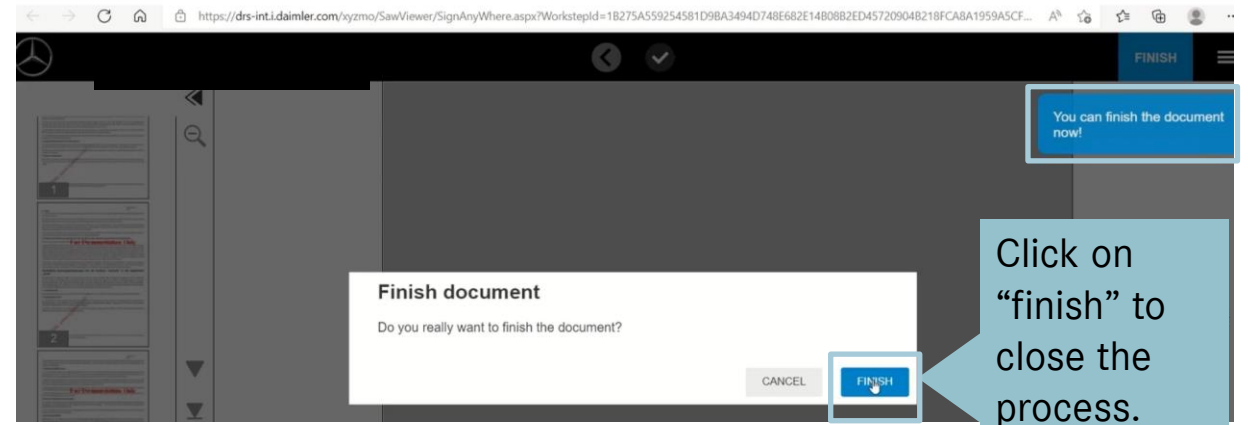 https://drs-int.i.daimler.com/xyzmo/SawViewer/SignAnyWhere.aspx?WorkstepId=1B275A559254581D9BA3494D748E682E14B08B2ED45720904B218FCA8A1959A5CF...
FINISH
You can finish the document
now!
1
2
Finish document
Do you really want to finish the document?
CANCEL
FINISH
Click on
“finish” to
close the
process.